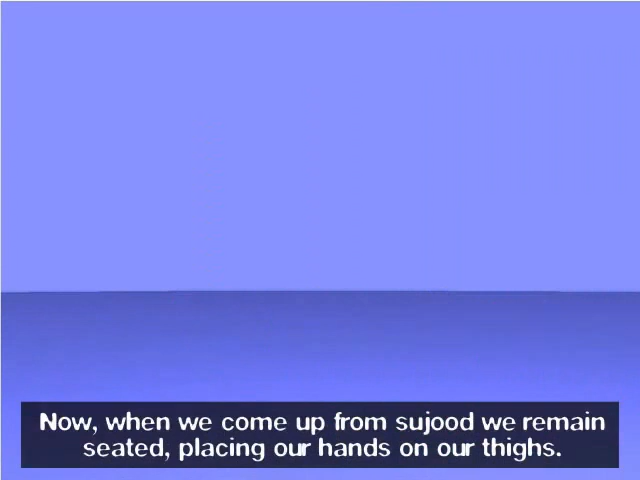 Now, when we come up from sujood we remain
seated, placing our hands on our thighs.